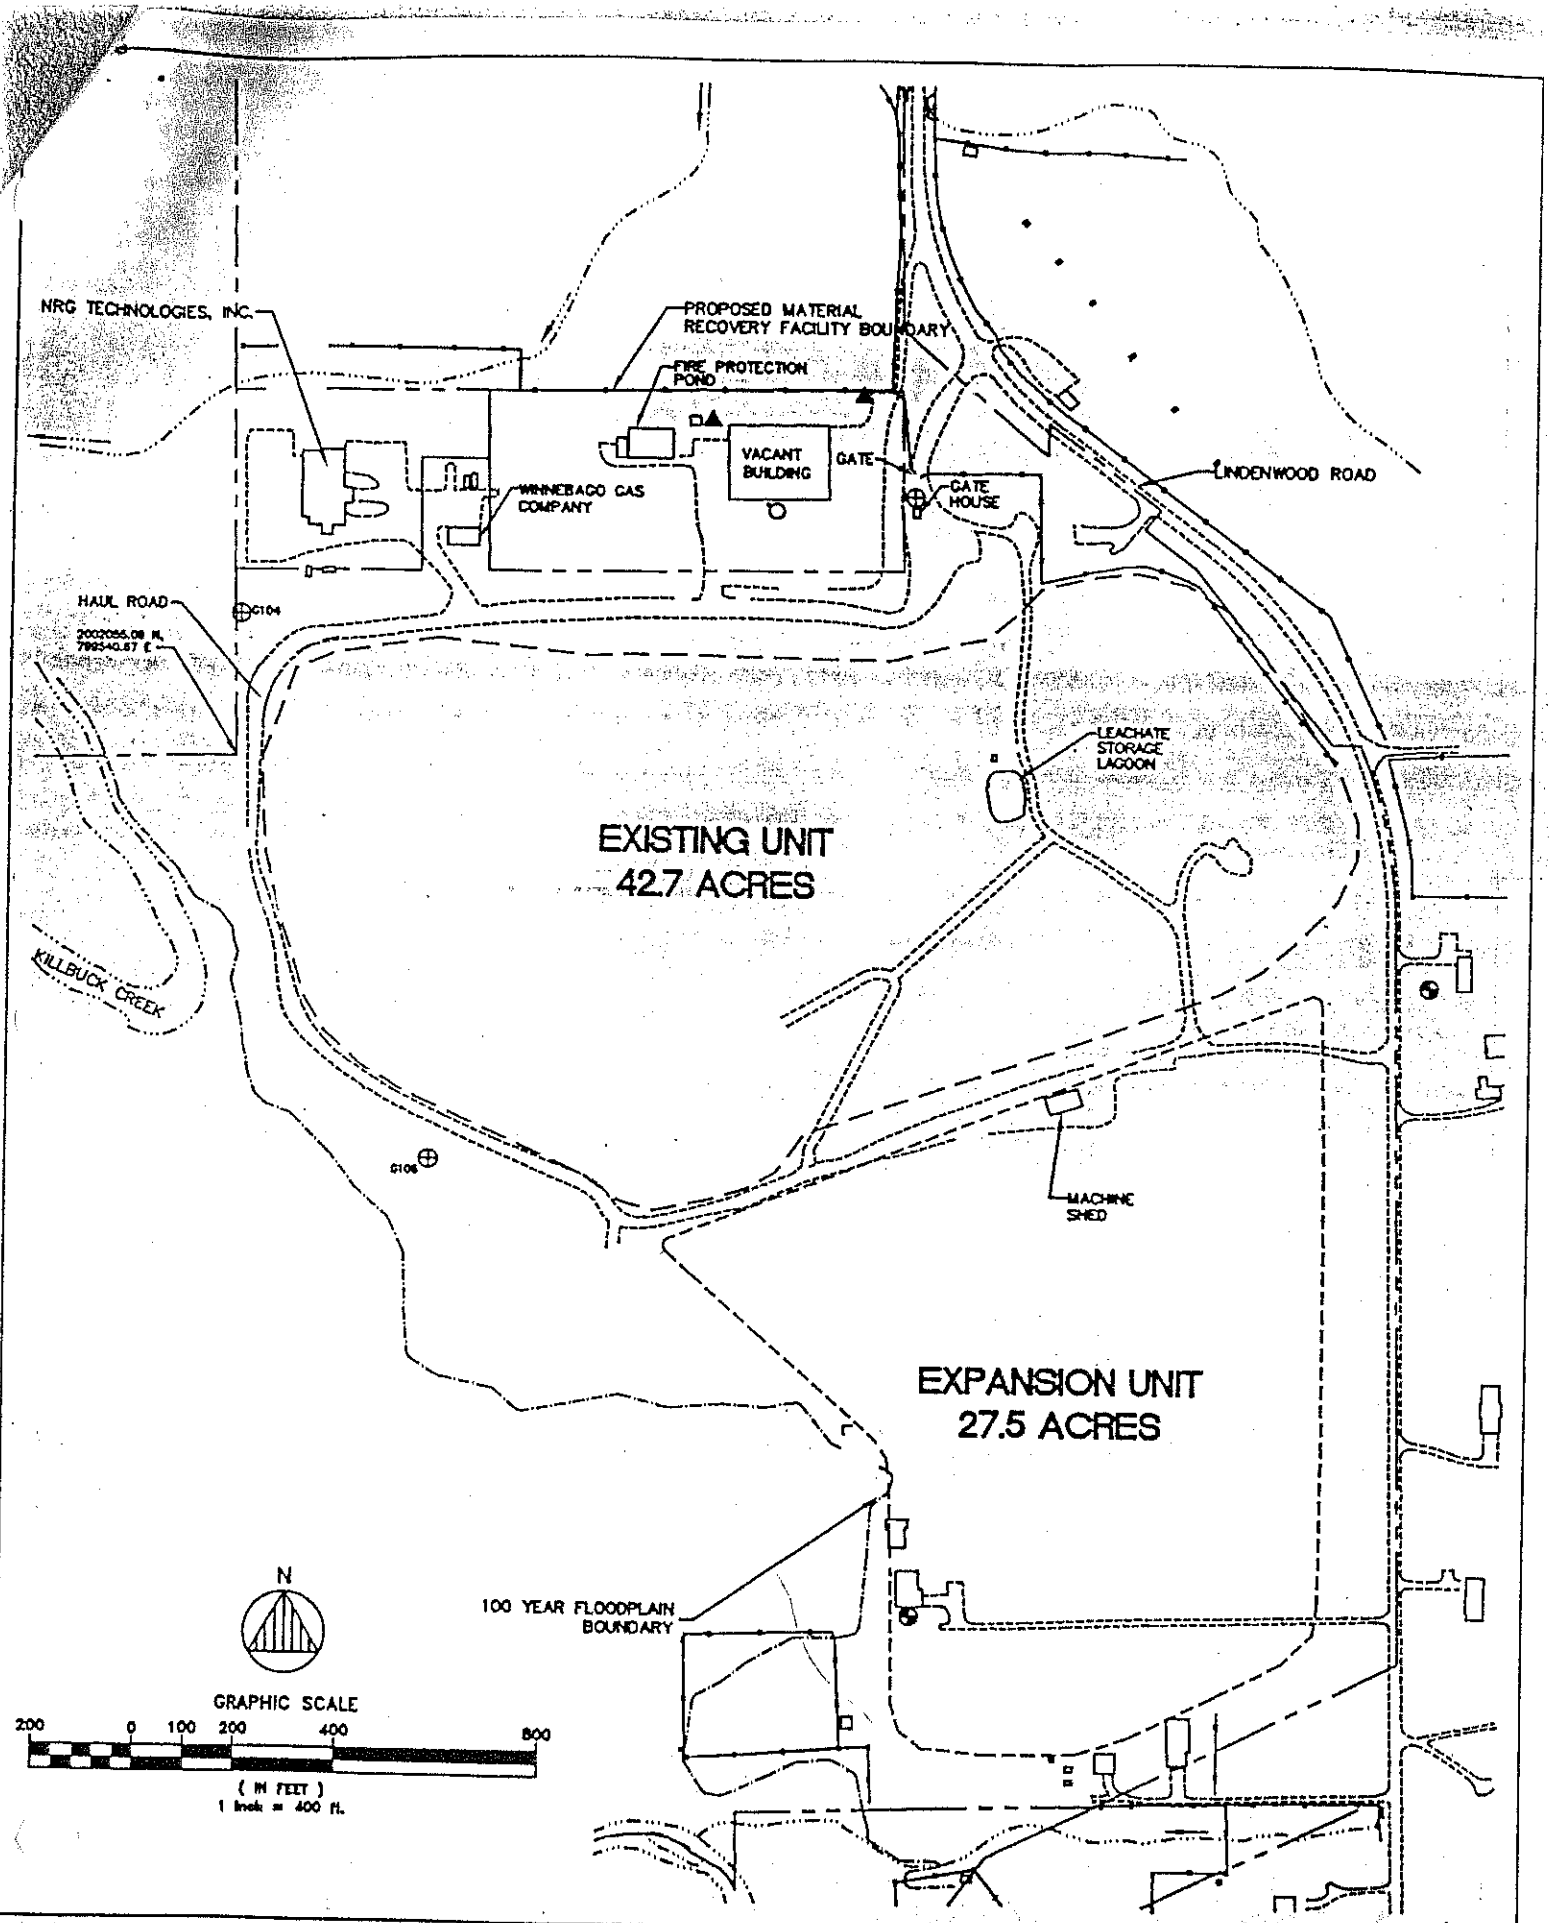 NRG TECHNOLOGIES, INC.
PROPOSED MATERIAL
RECOVERY FACILITY BOUNDARY
FIRE PROTECTION
POND
VACANT
BUILDING
GATE
GATE
HOUSE
LINDENWOOD ROAD
WINNEBAGO GAS
COMPANY
HAUL ROAD
G104
LEACHATE
STORAGE
LAGOON
EXISTING UNIT
42.7 ACRES
KILLBUCK CREEK
MACHINE
SHED
EXPANSION UNIT
27.5 ACRES
100 YEAR FLOODPLAIN
BOUNDARY
N
GRAPHIC SCALE
200 0 100 200 400 800
( IN FEET )
1 inch = 400 ft.